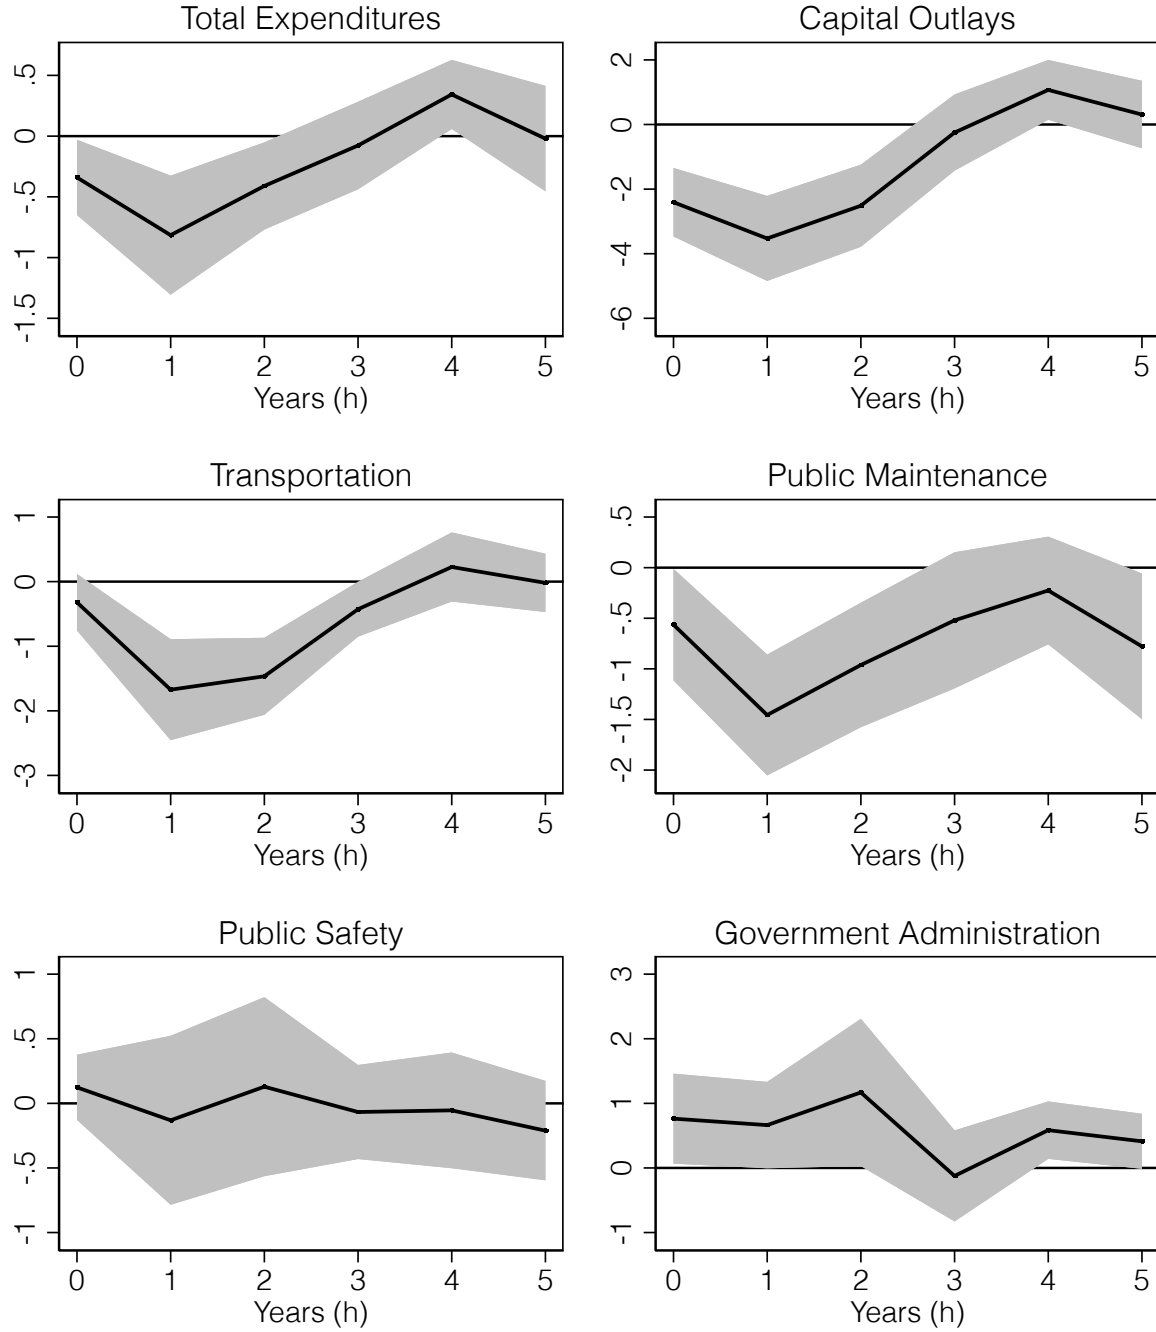 Total Expenditures
.5
0
-.5
-1
-1.5
0 1 2 3 4 5
Years (h)
Capital Outlays
2
0
-2
-4
-6
0 1 2 3 4 5
Years (h)
Transportation
1
0
-1
-2
-3
0 1 2 3 4 5
Years (h)
Public Maintenance
.5
0
-.5
-1
-1.5
-2
0 1 2 3 4 5
Years (h)
Public Safety
1
.5
0
-.5
-1
0 1 2 3 4 5
Years (h)
Government Administration
3
2
1
0
-1
0 1 2 3 4 5
Years (h)